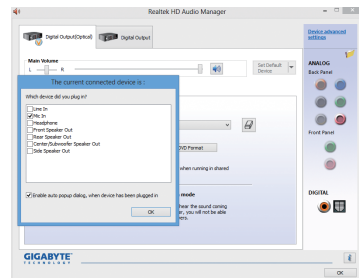 Realtek HD Audio Manager
Digital Output(Optical)
Digital Output
Device advanced
settings
Main Volume
L
R
Set Default
Device
ANALOG
Back Panel
The current connected device is :
Which device did you plug in?
Line In
Mic In
Headphone
Front Speaker Out
Rear Speaker Out
Center/Subwoofer Speaker Out
Side Speaker Out
DVD Format
Front Panel
when running in shared
Enable auto popup dialog, when device has been plugged in
OK
mode
hear the sound coming
er, you will not be able
DIGITAL
GIGABYTE
TECHNOLOGY
OK